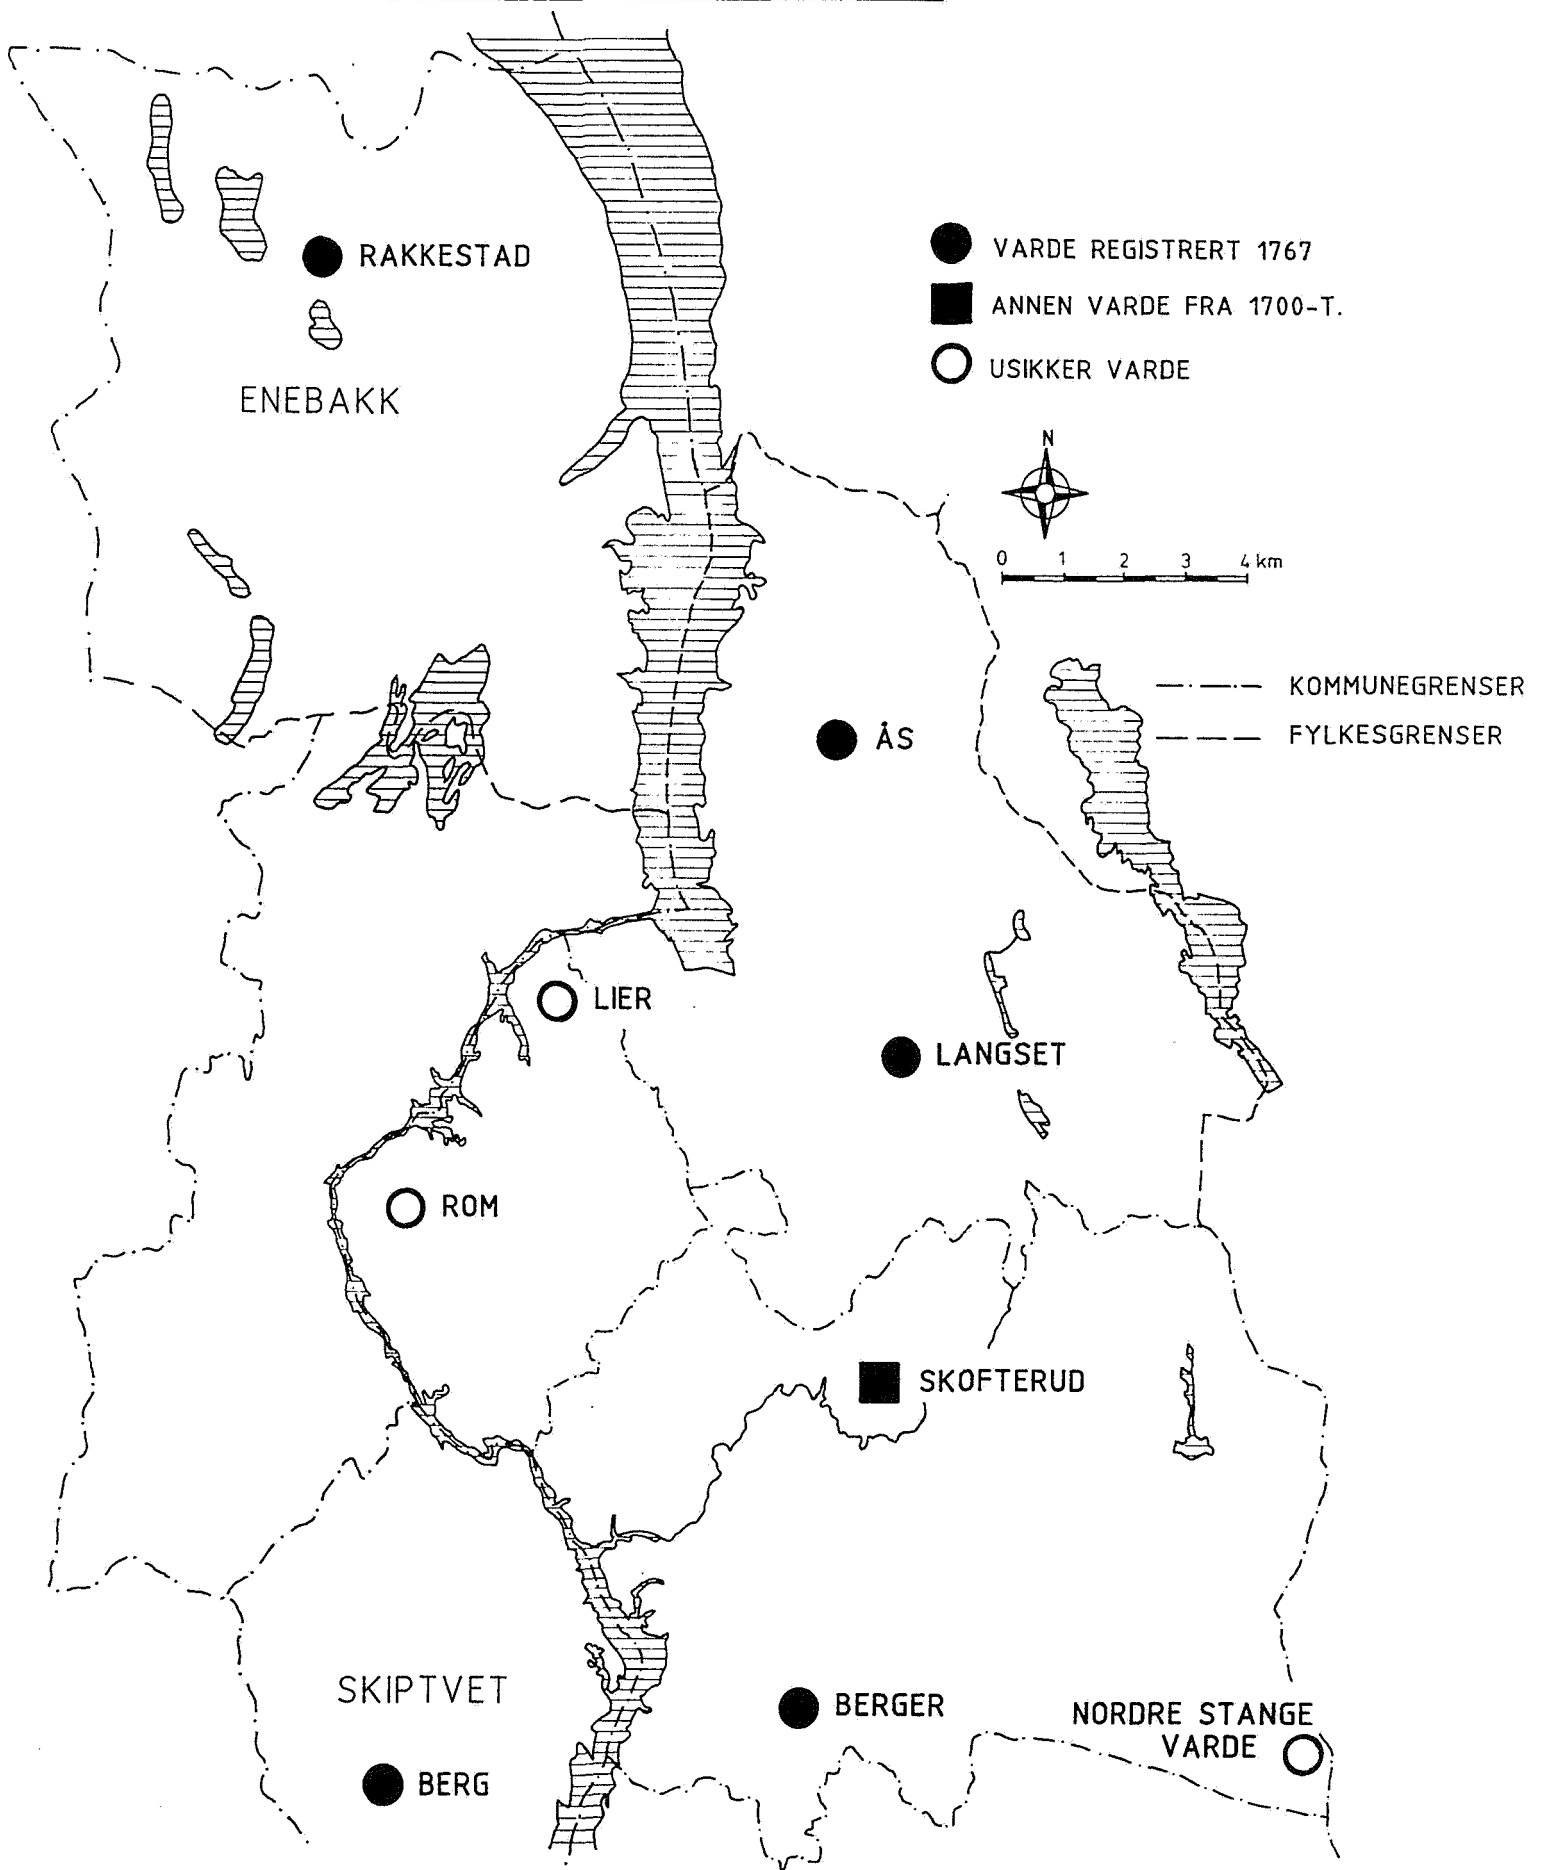 RAKKESTAD
ENEBAKK
VARDE REGISTRERT 1767
ANNEN VARDE FRA 1700-T.
USIKKER VARDE
N
0 1 2 3 4 km
KOMMUNEGRENSER
FYLKESGRENSER
ÅS
LIER
LANGSET
ROM
SKOFTERUD
SKIPTVET
BERGER
NORDRE STANGE
VARDE
BERG